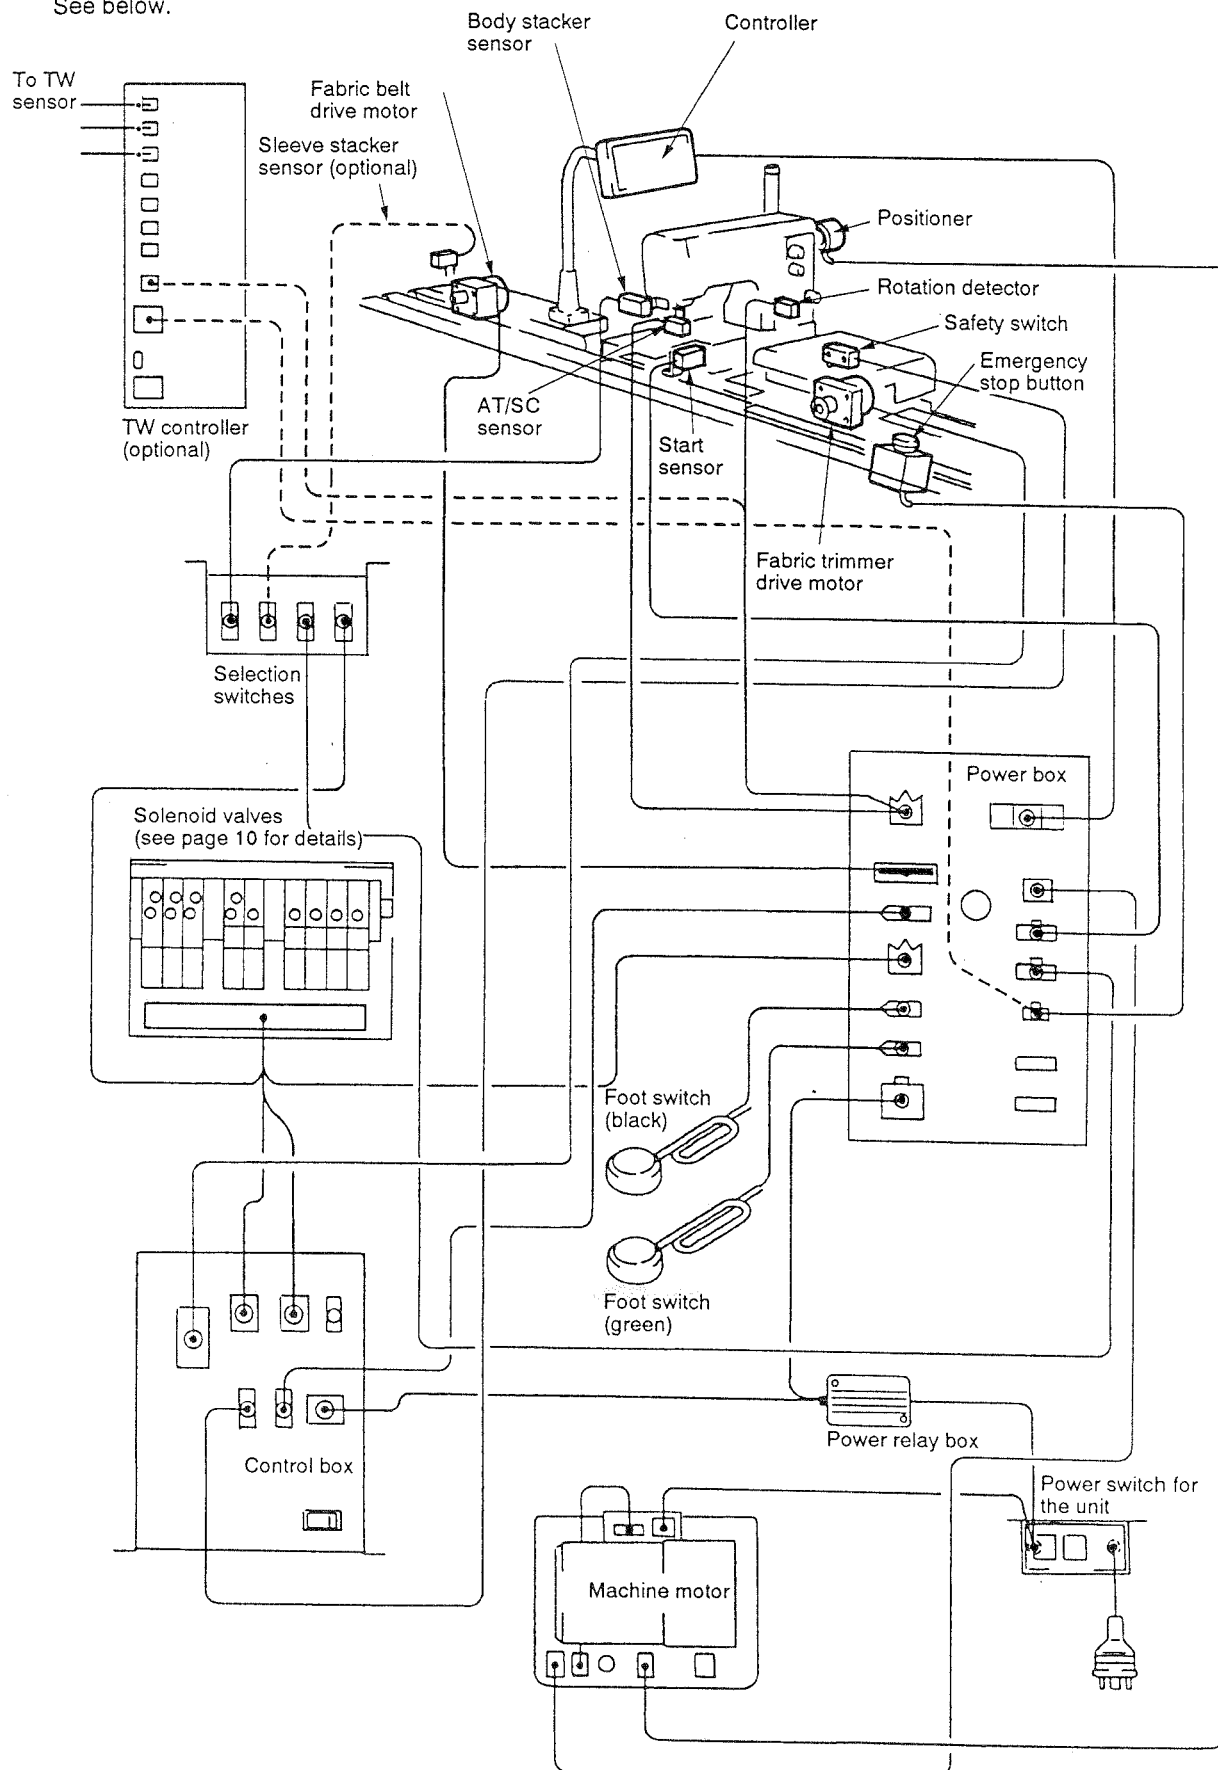 See below.
Body stacker
sensor
Controller
To TW
sensor
Fabric belt
drive motor
Sleeve stacker
sensor (optional)
Positioner
Rotation detector
Safety switch
Emergency
stop button
AT/SC
sensor
Start
sensor
TW controller
(optional)
Fabric trimmer
drive motor
Selection
switches
Power box
Solenoid valves
(see page 10 for details)
Foot switch
(black)
Foot switch
(green)
Control box
Power relay box
Power switch for
the unit
Machine motor